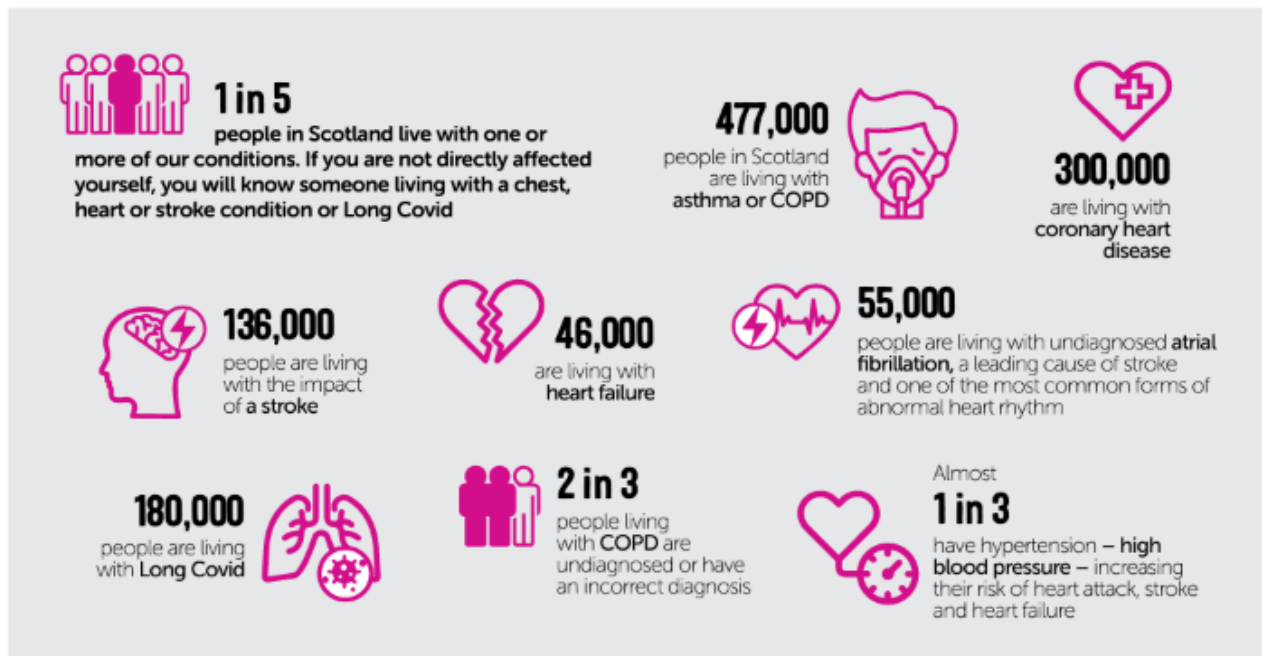 1 in 5
people in Scotland live with one or
more of our conditions. If you are not directly affected
yourself, you will know someone living with a chest,
heart or stroke condition or Long Covid
477,000
people in Scotland
are living with
asthma or COPD
300,000
are living with
coronary heart
disease
136,000
people are living
with the impact
of a stroke
46,000
are living with
heart failure
55,000
people are living with undiagnosed atrial
fibrillation, a leading cause of stroke
and one of the most common forms of
abnormal heart rhythm
180,000
people are living
with Long Covid
2 in 3
people living
with COPD are
undiagnosed or have
an incorrect diagnosis
Almost
1 in 3
have hypertension – high
blood pressure – increasing
their risk of heart attack, stroke
and heart failure